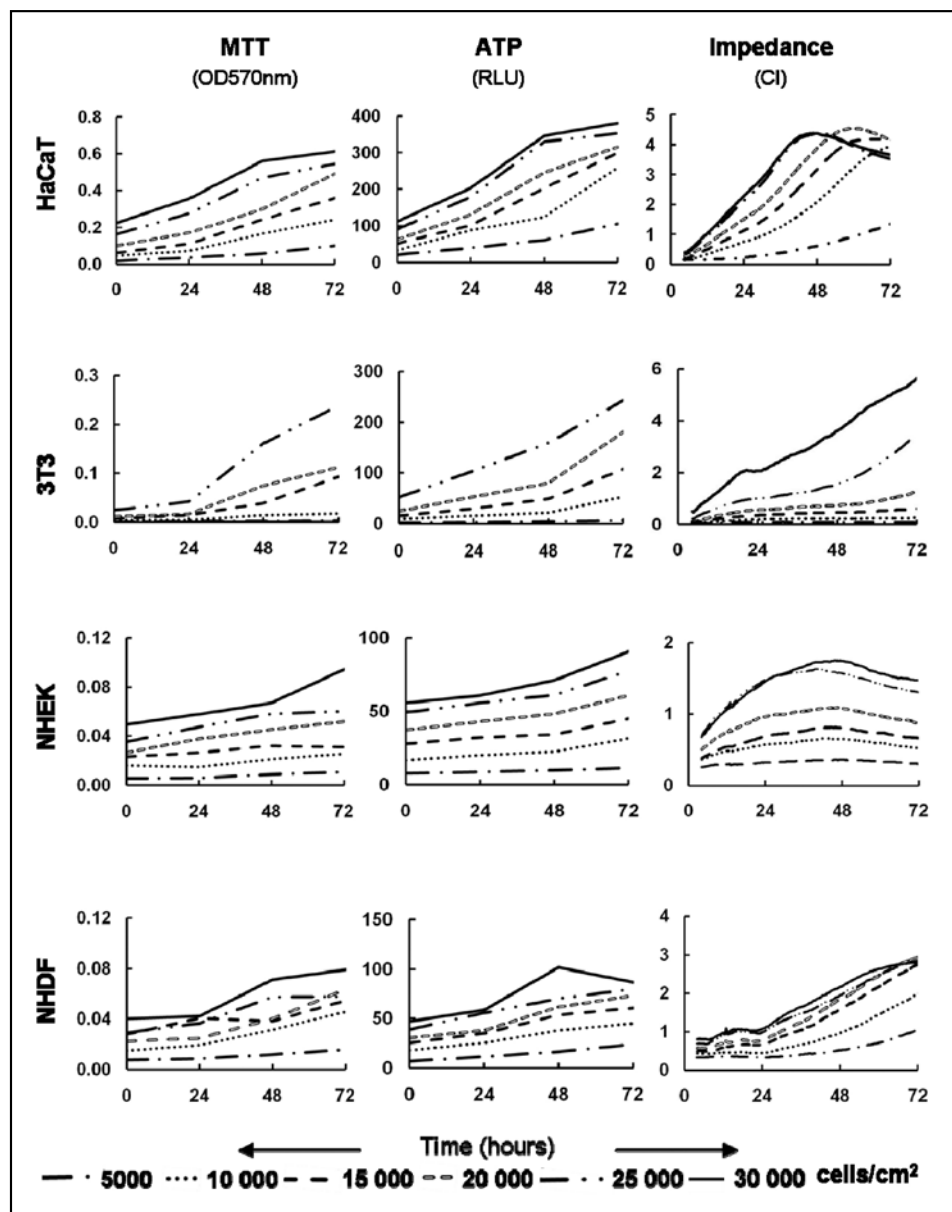 MTT ATP Impedance
(OD570nm) (RLU) (CI)
HaCaT
0.8
0.6
0.4
0.2
0.0
0 24 48 72
400
300
200
100
0
0 24 48 72
5
4
3
2
1
0
0 24 48 72
3T3
0.3
0.2
0.1
0.0
0 24 48 72
300
200
100
0
0 24 48 72
6
4
2
0
0 24 48 72
NHEK
0.12
0.08
0.04
0.00
0 24 48 72
100
50
0
0 24 48 72
2
1
0
0 24 48 72
NHDF
0.12
0.08
0.04
0.00
0 24 48 72
150
100
50
0
0 24 48 72
4
3
2
1
0
0 24 48 72
Time (hours)
5000 10 000 15 000 20 000 25 000 30 000 cells/cm²